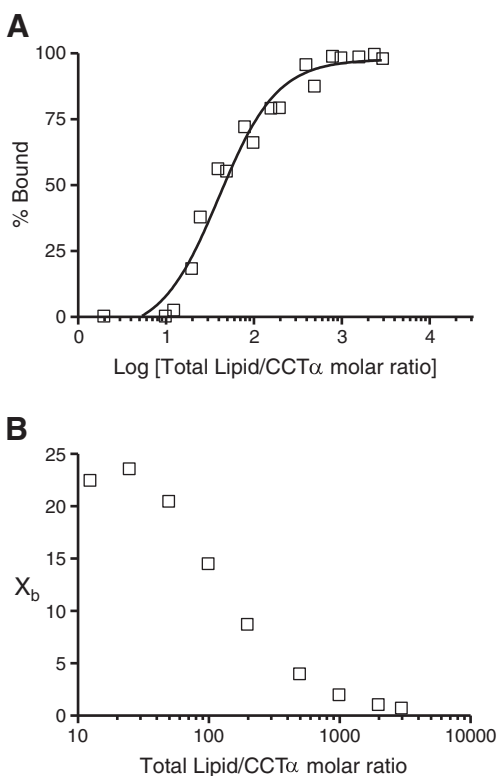 A
100
75
50
25
0
% Bound
0 1 2 3 4
Log [Total Lipid/CCTα molar ratio]
B
25
20
15
10
5
0
Xb
10 100 1000 10000
Total Lipid/CCTα molar ratio